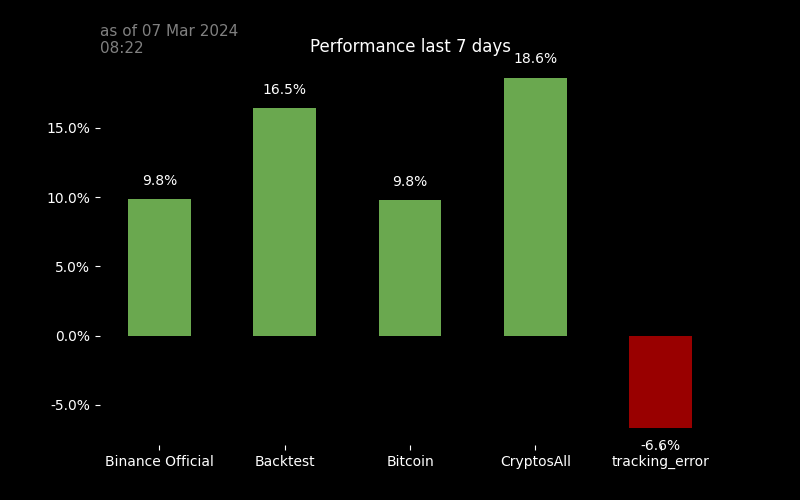 as of 07 Mar 2024
08:22
Performance last 7 days
18.6%
16.5%
15.0%
9.8%
9.8%
10.0%
5.0%
0.0%
-5.0%
-6.6%
Binance Official
Backtest
Bitcoin
CryptosAll
tracking_error